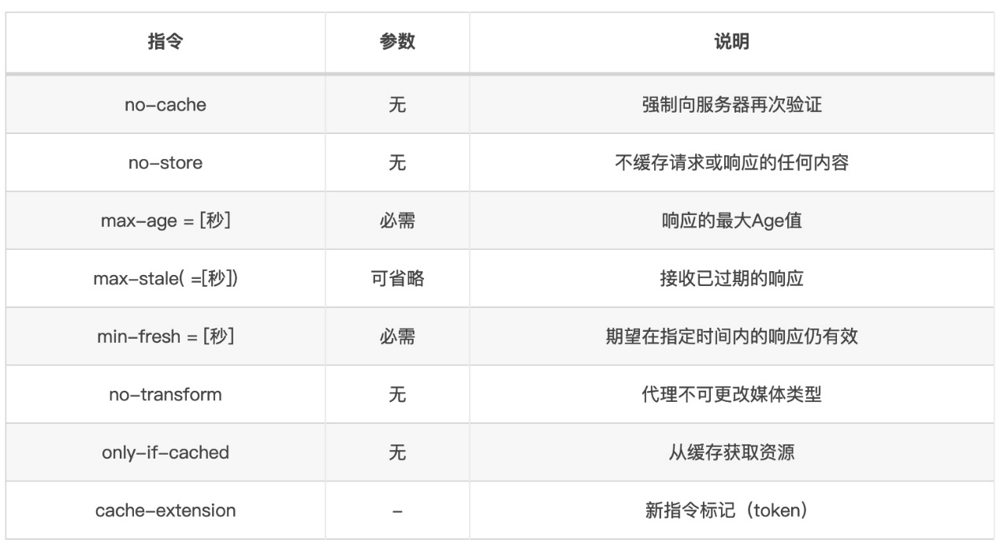 指令 参数 说明
no-cache 无 强制向服务器再次验证
no-store 无 不缓存请求或响应的任何内容
max-age = [秒] 必需 响应的最大Age值
max-stale( =[秒]) 可省略 接收已过期的响应
min-fresh = [秒] 必需 期望在指定时间内的响应仍有效
no-transform 无 代理不可更改媒体类型
only-if-cached 无 从缓存获取资源
cache-extension - 新指令标记（token）